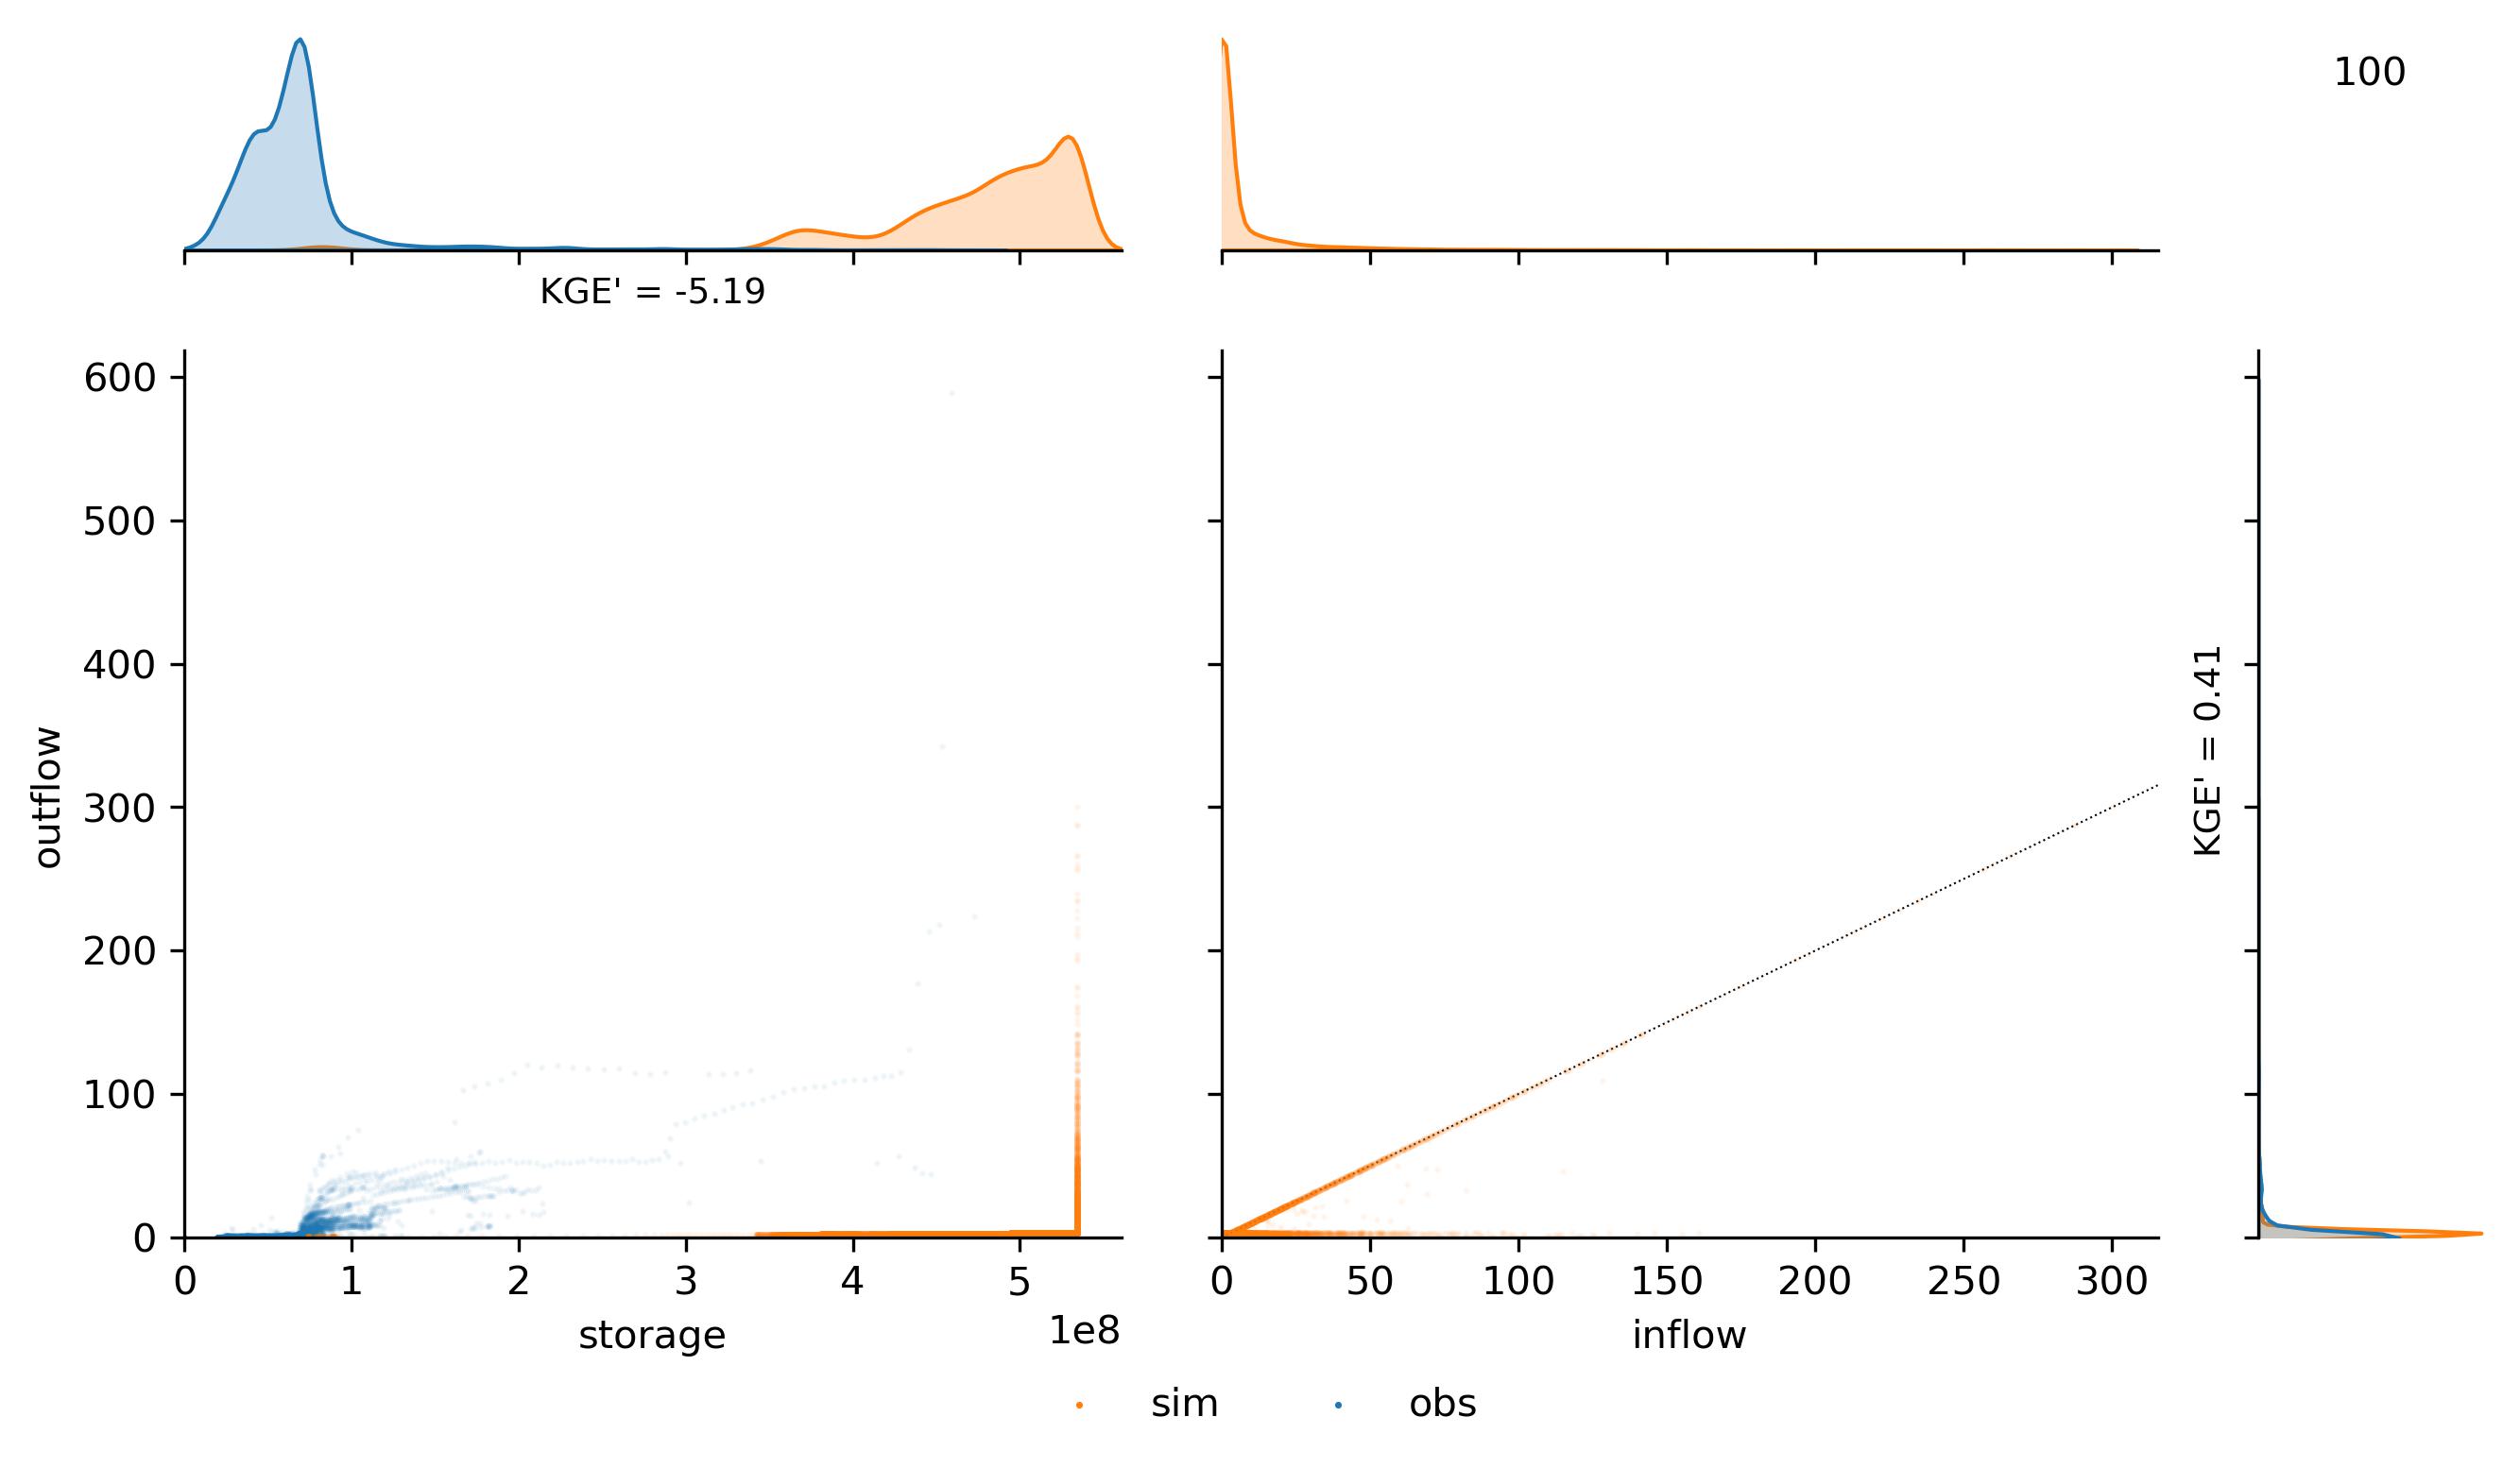 100
KGE' = -5.19
600
500
400
300
200
100
0
outflow
KGE' = 0.41
0 1 2 3 4 5
1e8
storage
0 50 100 150 200 250 300
inflow
sim obs